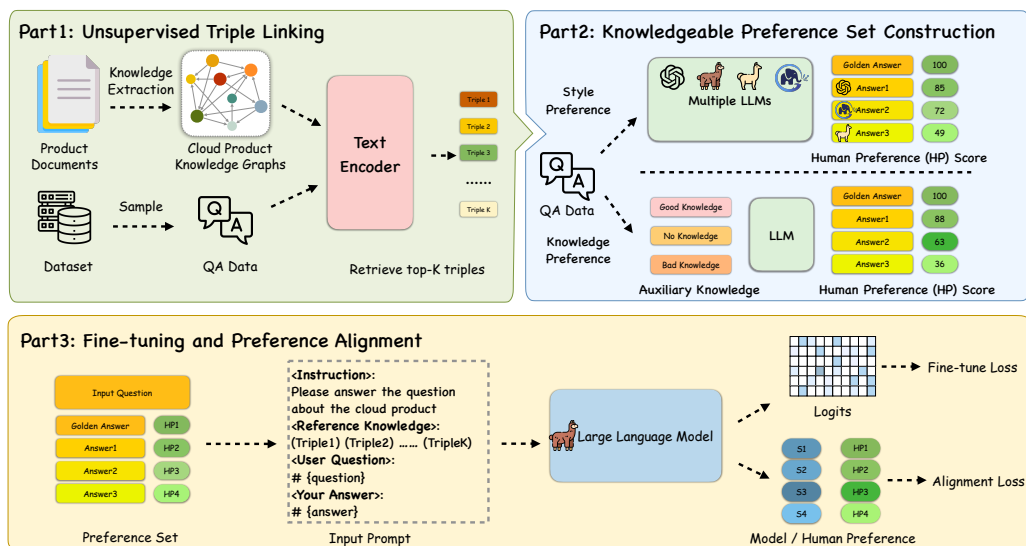 Part1: Unsupervised Triple Linking
Knowledge
Extraction
Product
Documents
Cloud Product
Knowledge Graphs
Sample
Q
A
Dataset
QA Data
Text
Encoder
Triple 1
Triple 2
Triple 3
......
Triple K
Retrieve top-K triples
Part2: Knowledgeable Preference Set Construction
Style
Preference
Multiple LLMs
Golden Answer 100
Answer1 85
Answer2 72
Answer3 49
Human Preference (HP) Score
Q
A
QA Data
Knowledge
Preference
Good Knowledge
No Knowledge
Bad Knowledge
Auxiliary Knowledge
LLM
Golden Answer 100
Answer1 88
Answer2 63
Answer3 36
Human Preference (HP) Score
Part3: Fine-tuning and Preference Alignment
Input Question
Golden Answer HP1
Answer1 HP2
Answer2 HP3
Answer3 HP4
Preference Set
<Instruction>:
Please answer the question
about the cloud product
<Reference Knowledge>:
(Triple1) (Triple2) ...... (TripleK)
<User Question>:
# {question}
<Your Answer>:
# {answer}
Input Prompt
Large Language Model
Logits
Fine-tune Loss
S1 HP1
S2 HP2
S3 HP3
S4 HP4
Alignment Loss
Model / Human Preference